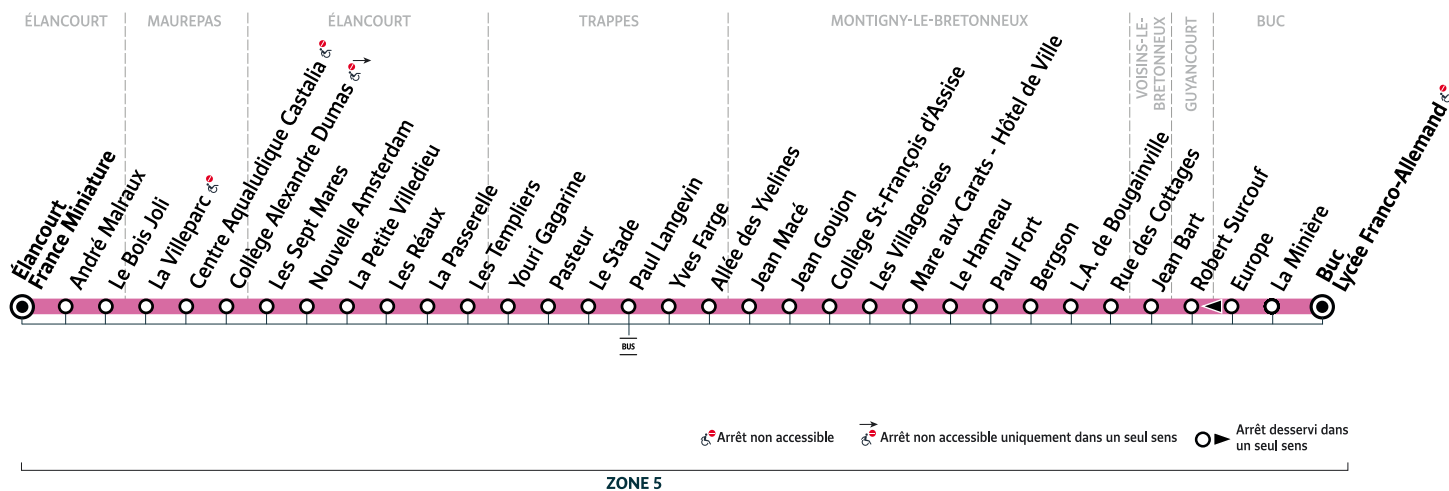 ÉLANCOURT
MAUREPAS
ÉLANCOURT
TRAPPES
MONTIGNY-LE-BRETONNEUX
VOISINS-LE-
BRETONNEUX
GUYANCOURT
BUC
Élancourt
France Miniature
André Malraux
Le Bois Joli
La Villeparc
Centre Aqualudique Castalia
Collège Alexandre Dumas
Les Sept Mares
Nouvelle Amsterdam
La Petite Villedieu
Les Réaux
La Passerelle
Les Templiers
Youri Gagarine
Pasteur
Le Stade
Paul Langevin
Yves Farge
Allée des Yvelines
Jean Macé
Jean Goujon
Collège St-François d'Assise
Les Villageoises
Mare aux Carats - Hôtel de Ville
Le Hameau
Paul Fort
Bergson
L.A. de Bougainville
Rue des Cottages
Jean Bart
Robert Surcouf
Europe
La Minière
Buc
Lycée Franco-Allemand
BUS
Arrêt non accessible
Arrêt non accessible uniquement dans un seul sens
Arrêt desservi dans
un seul sens
ZONE 5